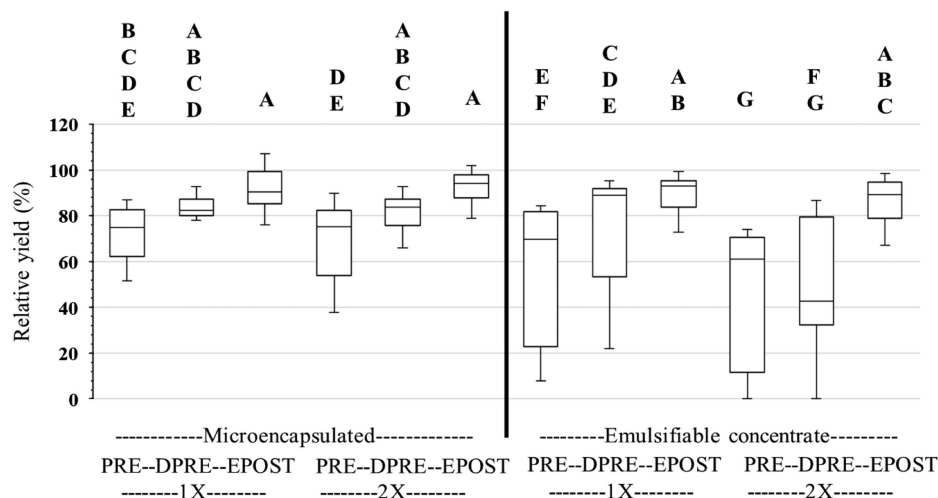 B A A
C B B C A
D C D C E D A F B
E D A E D A F E B G G C
120
100
80
60
40
20
0
Relative yield (%)
------------Microencapsulated------------- ---------Emulsifiable concentrate---------
PRE--DPRE--EPOST PRE--DPRE--EPOST PRE--DPRE--EPOST PRE--DPRE--EPOST
--------1X--------- --------2X--------- --------1X--------- --------2X---------